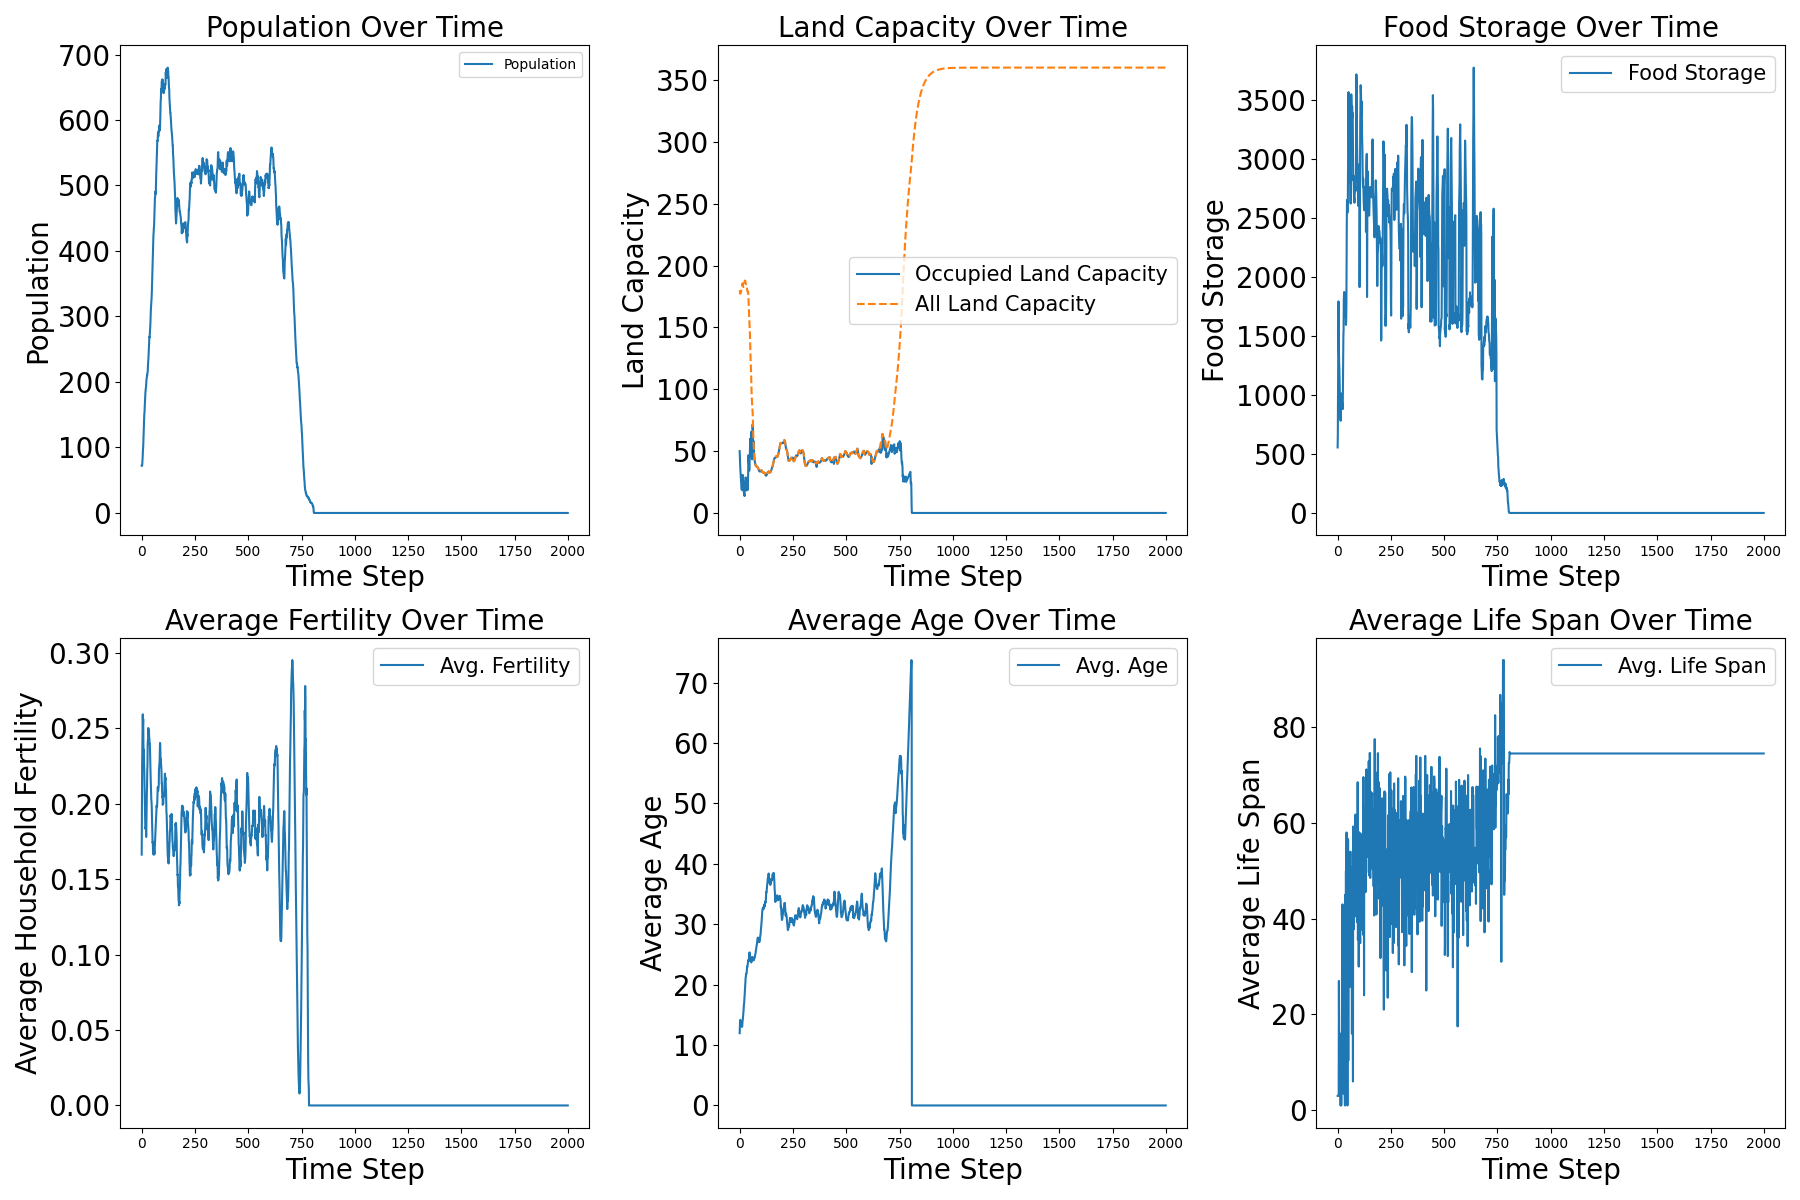 Population Over Time
Land Capacity Over Time
Food Storage Over Time
Population
700
600
500
400
300
200
100
0
Population
0 250 500 750 1000 1250 1500 1750 2000
Time Step
Land Capacity
350
300
250
200
150
100
50
0
Occupied Land Capacity
All Land Capacity
0 250 500 750 1000 1250 1500 1750 2000
Time Step
Food Storage
3500
3000
2500
2000
1500
1000
500
0
Food Storage
0 250 500 750 1000 1250 1500 1750 2000
Time Step
Average Fertility Over Time
Average Age Over Time
Average Life Span Over Time
Average Household Fertility
0.30
0.25
0.20
0.15
0.10
0.05
0.00
Avg. Fertility
0 250 500 750 1000 1250 1500 1750 2000
Time Step
Average Age
70
60
50
40
30
20
10
0
Avg. Age
0 250 500 750 1000 1250 1500 1750 2000
Time Step
Average Life Span
80
60
40
20
0
Avg. Life Span
0 250 500 750 1000 1250 1500 1750 2000
Time Step